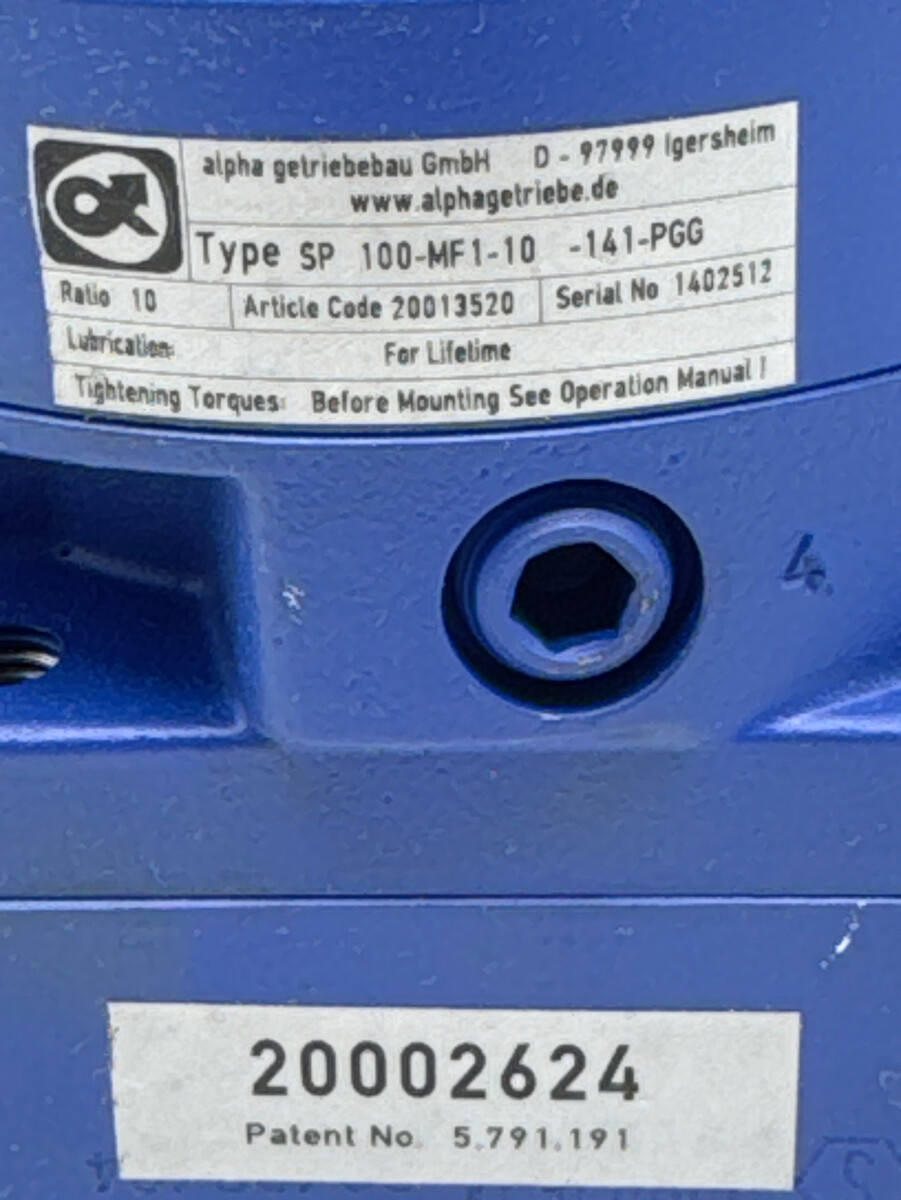 alpha getriebebau GmbH D - 97999 Igersheim
www.alphagetriebe.de
Type SP 100-MF1-10 -141-PGG
Ratio 10 Article Code 20013520 Serial No 1402512
Lubrication: For Lifetime
Tightening Torques: Before Mounting See Operation Manual !
4
20002624
Patent No. 5.791.191